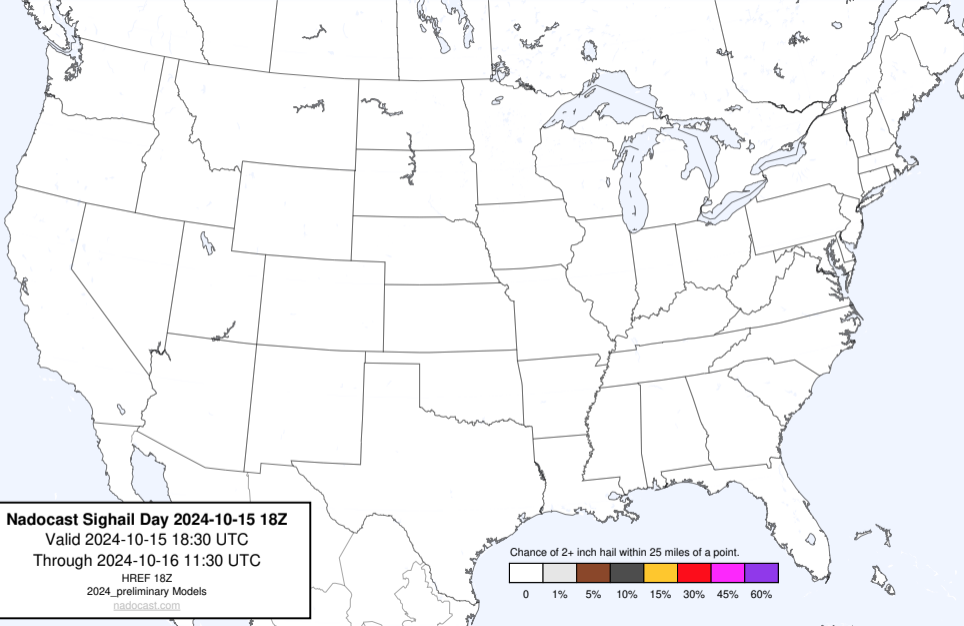 Nadocast Sighail Day 2024-10-15 18Z
Valid 2024-10-15 18:30 UTC
Through 2024-10-16 11:30 UTC
HREF 18Z
2024_preliminary Models
nadocast.com
Chance of 2+ inch hail within 25 miles of a point.
0 1% 5% 10% 15% 30% 45% 60%